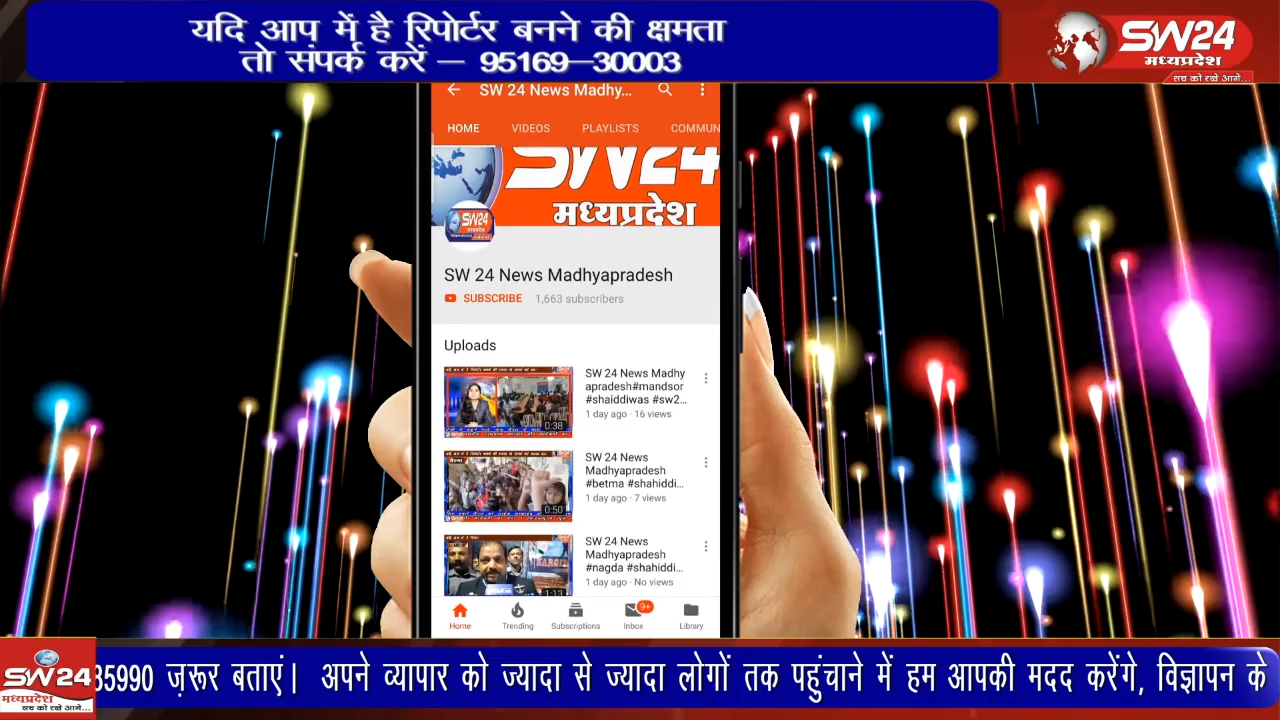 यदि आप में है रिपोर्टर बनने की क्षमता
तो संपर्क करें – 95169–30003
SW24
मध्यप्रदेश
सच को रखे आगे...
SW 24 News Madhy...
HOME VIDEOS PLAYLISTS COMMUN
SW24
मध्यप्रदेश
SW24
SW 24 News Madhyapradesh
SUBSCRIBE 1,663 subscribers
Uploads
SW 24 News Madhy
apradesh#mandsor
#shaiddiwas #sw2...
1 day ago · 16 views
0:38
SW 24 News
Madhyapradesh
#betma #shahiddi...
1 day ago · 7 views
0:50
SW 24 News
Madhyapradesh
#nagda #shahiddi...
1 day ago · No views
1:13
9+
Home Trending Subscriptions Inbox Library
SW24
मध्यप्रदेश
सच को रखे आगे...
35990 ज़रूर बताएं। अपने व्यापार को ज्यादा से ज्यादा लोगों तक पहुंचाने में हम आपकी मदद करेंगे, विज्ञापन के